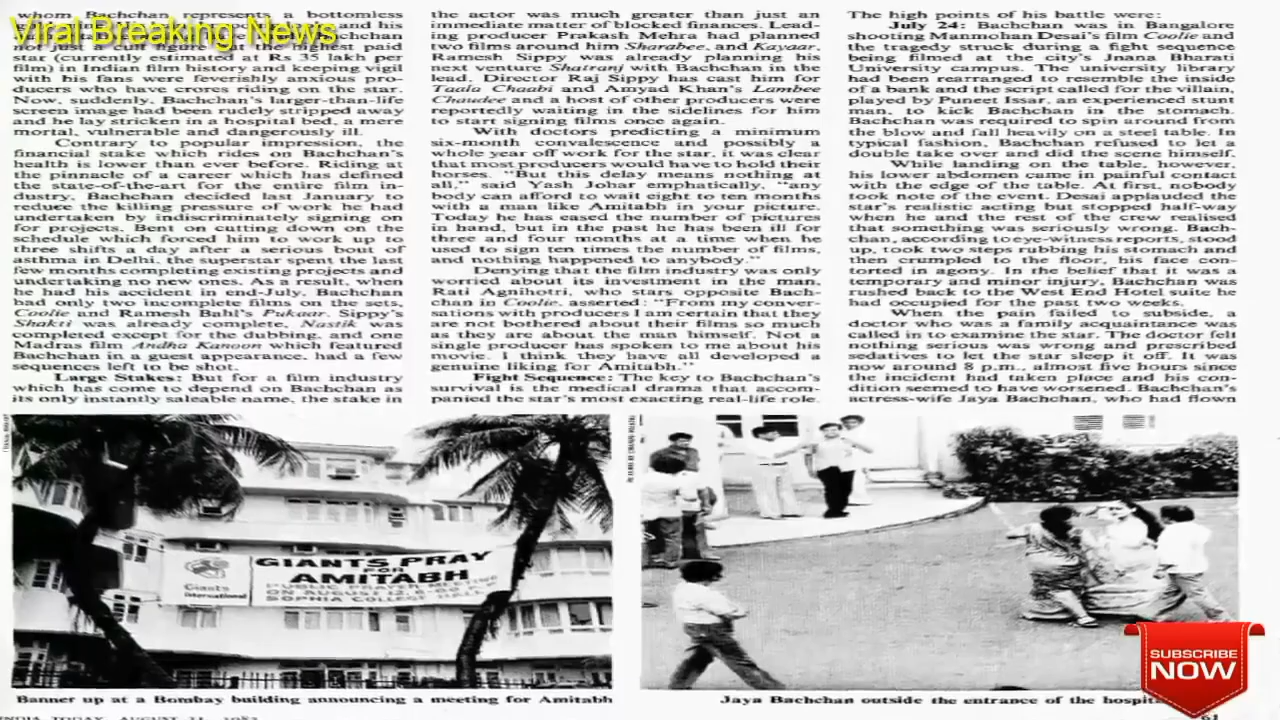 Viral Breaking News
whom Bachchan represent a bottomless
not just a cult figure at the highest paid
star (currently estimated at Rs 35 lakh per
film) in Indian film history and keeping vigil
with his fans were feverishly anxious pro-
ducers who have crores riding on the star.
Now, suddenly, Bachchan's larger-than-life
screen image had been rudely stripped away
and he lay stricken in a hospital bed, a mere
mortal, vulnerable and dangerously ill.
Contrary to popular impression, the
financial stake which rides on Bachchan's
health is lower than ever before. Riding at
the pinnacle of a career which has defined
the state-of-the-art for the entire film in-
dustry, Bachchan decided last January to
reduce the killing pressure of work he had
undertaken by indiscriminately signing on
for projects. Bent on cutting down on the
schedule which forced him to work up to
three shifts a day after a serious bout of
asthma in Delhi, the superstar spent the last
few months completing existing projects and
undertaking no new ones. As a result, when
he had his accident in end-July, Bachchan
had only two incomplete films on the sets,
Coolie and Ramesh Bahl's Pukaar. Sippy's
Shakti was already complete, Nastik was
completed except for the dubbing, and one
Madras film Andha Kanoon which featured
Bachchan in a guest appearance, had a few
sequences left to be shot.
Large Stakes: But for a film industry
which has come to depend on Bachchan as
its only instantly saleable name, the stake in
the actor was much greater than just an
immediate matter of blocked finances. Lead-
ing producer Prakash Mehra had planned
two films around him Sharabee, and Kayaar,
Ramesh Sippy was already planning his
next venture Shatranj with Bachchan in the
lead. Director Raj Sippy has cast him for
Taala Chaabi and Amyad Khan's Lambee
Chaudee and a host of other producers were
reportedly waiting in the sidelines for him
to start signing films once again.
With doctors predicting a minimum
six-month convalescence and possibly a
whole year off work for the star, it was clear
that most producers would have to hold their
horses. "But this delay means nothing at
all," said Yash Johar emphatically, "any
body can afford to wait eight to ten months
with a man like Amitabh in your picture.
Today he has eased the number of pictures
in hand, but in the past he has been ill for
three and four months at a time when he
used to sign ten times the number of films,
and nothing happened to anybody."
Denying that the film industry was only
worried about its investment in the man,
Rati Agnihotri, who stars opposite Bach-
chan in Coolie, asserted: "From my conver-
sations with producers I am certain that they
are not bothered about their films so much
as they are about the man himself. Not a
single producer has spoken to me about his
movie. I think they have all developed a
genuine liking for Amitabh."
Fight Sequence: The key to Bachchan's
survival is the medical drama that accom-
panied the star's most exacting real-life role.
The high points of his battle were:
July 24: Bachchan was in Bangalore
shooting Manmohan Desai's film Coolie and
the tragedy struck during a fight sequence
being filmed at the city's Jnana Bharati
University campus. The university library
had been rearranged to resemble the inside
of a bank and the script called for the villain,
played by Puneet Issar, an experienced stunt
man, to kick Bachchan in the stomach.
Bachchan was required to spin around from
the blow and fall heavily on a steel table. In
typical fashion, Bachchan refused to let a
double take over and did the scene himself.
While landing on the table, however,
his lower abdomen came in painful contact
with the edge of the table. At first, nobody
took note of the event. Desai applauded the
star's realistic acting but stopped half-way
when he and the rest of the crew realised
that something was seriously wrong. Bach-
chan, according to eye-witness reports, stood
up, took two steps rubbing his stomach and
then crumpled to the floor, his face con-
torted in agony. In the belief that it was a
temporary and minor injury, Bachchan was
rushed back to the West End Hotel suite he
had occupied for the past two weeks.
When the pain failed to subside, a
doctor who was a family acquaintance was
called in to examine the star. The doctor felt
nothing serious was wrong and prescribed
sedatives to let the star sleep it off. It was
now around 8 p.m., almost five hours since
the incident had taken place and his con-
dition seemed to have worsened. Bachchan's
actress-wife Jaya Bachchan, who had flown
Giants
International
GIANTS PRAY
FOR
AMITABH
PUBLIC PRAYER MEETING
ON AUGUST 12,
SOPHIA COLLEGE
Banner up at a Bombay building announcing a meeting for Amitabh
Jaya Bachchan outside the entrance of the hospit
SUBSCRIBE
NOW
INDIA TODAY, AUGUST 31, 1982
61